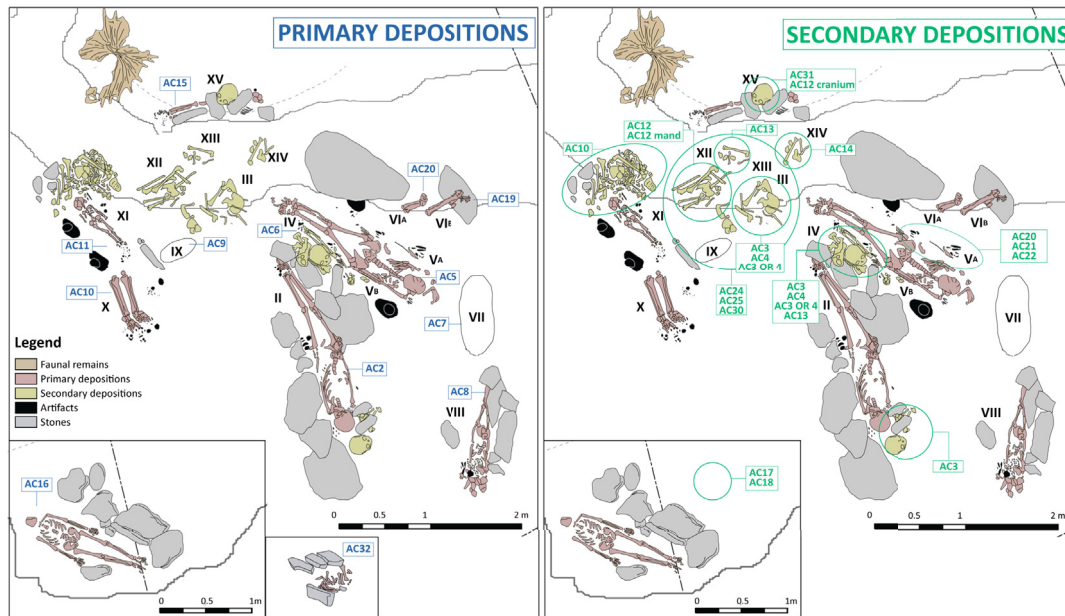 PRIMARY DEPOSITIONS
XV
AC15
XIII
XIV
XII
III
AC20
AC19
VIA
VIE
XI
AC6
IV
AC11
IX
AC9
VA
AC5
AC10
X
II
VB
AC7
VII
Legend
Faunal remains
Primary depositions
Secondary depositions
Artifacts
Stones
AC2
AC8
VIII
0 0.5 1 2 m
AC16
0 0.5 1m
AC32
SECONDARY DEPOSITIONS
XV
AC31
AC12 cranium
AC12
AC12 mand
AC13
XIV
AC10
XII
XIII
AC14
III
VIA
VIB
XI
IV
IX
AC20
AC21
AC22
VA
AC3
AC4
AC3 OR 4
X
II
VB
AC24
AC25
AC30
AC3
AC4
AC3 OR 4
AC13
VII
VIII
AC3
0 0.5 1 2 m
AC17
AC18
0 0.5 1m